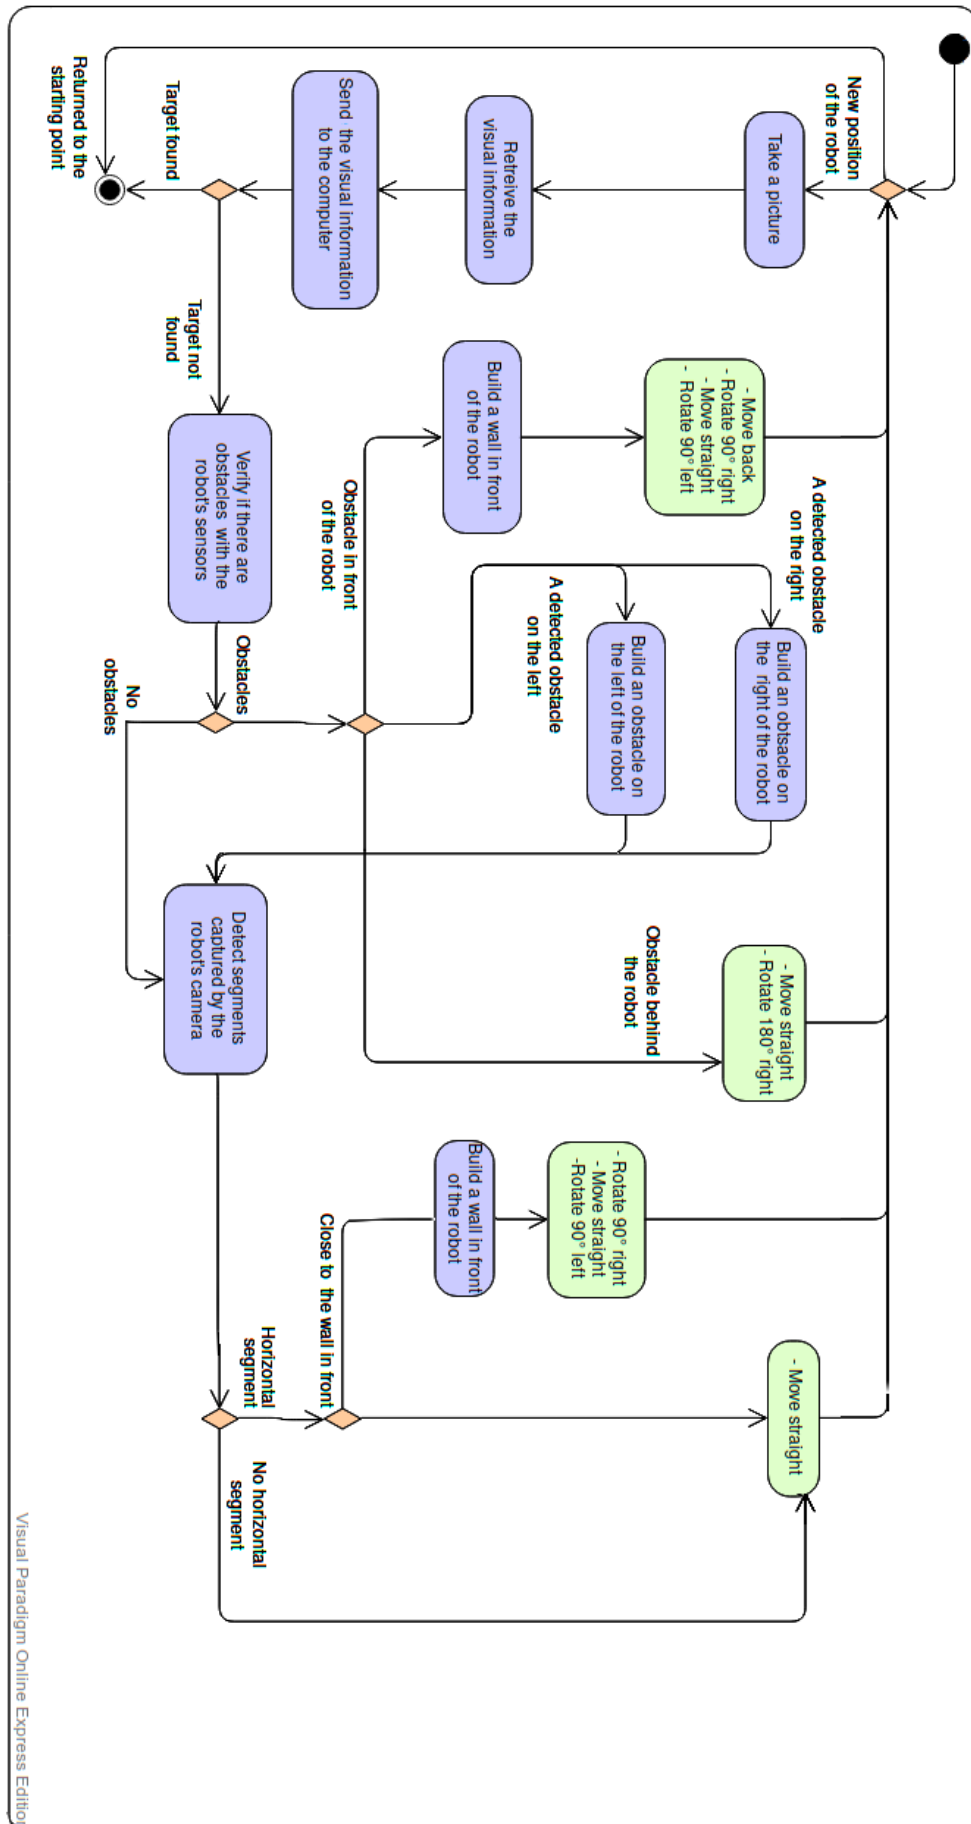 New position
of the robot
Take a picture
Retreive the
visual information
Send the visual information
to the computer
Target found
Returned to the
starting point
Target not
found
- Move back
- Rotate 90° right
- Move straight
- Rotate 90° left
Build a wall in front
of the robot
Obstacle in front
of the robot
Verify if there are
obstacles with the
robot's sensors
A detected obstacle
on the right
Build an obtsacle on
the right of the robot
A detected obstacle
on the left
Build an obstacle on
the left of the robot
Obstacles
No
obstacles
- Move straight
- Rotate 180° right
Obstacle behind
the robot
Detect segments
captured by the
robot's camera
- Rotate 90° right
- Move straight
-Rotate 90° left
Build a wall in front
of the robot
Close to the wall in front
Horizontal
segment
- Move straight
No horizontal
segment
Visual Paradigm Online Express Edition